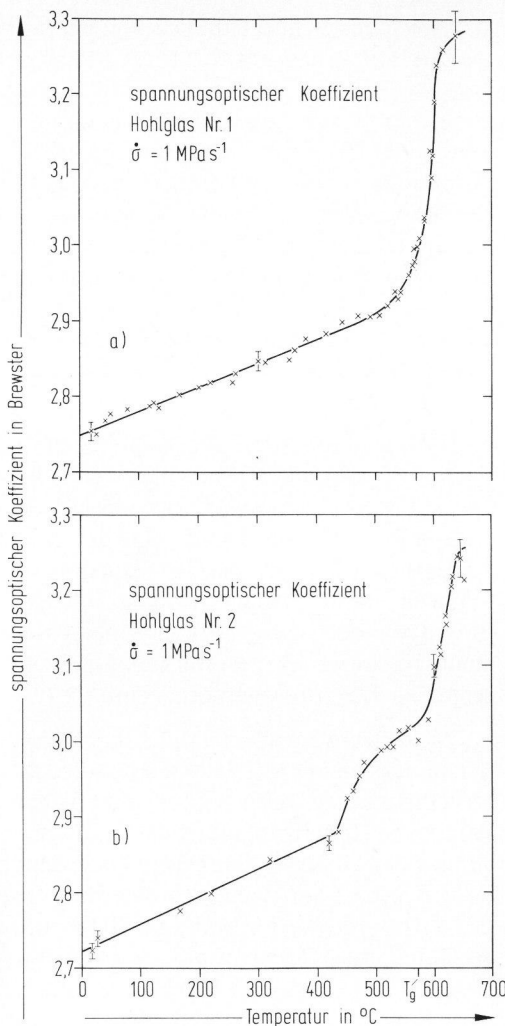 spannungsoptischer Koeffizient in Brewster
3,3
3,2
3,1
3,0
2,9
2,8
2,7
spannungsoptischer Koeffizient
Hohlglas Nr. 1
σ̇ = 1 MPa s⁻¹
a)
3,3
3,2
3,1
3,0
2,9
2,8
2,7
spannungsoptischer Koeffizient
Hohlglas Nr. 2
σ̇ = 1 MPa s⁻¹
b)
0 100 200 300 400 500 Tg 600 700
Temperatur in °C